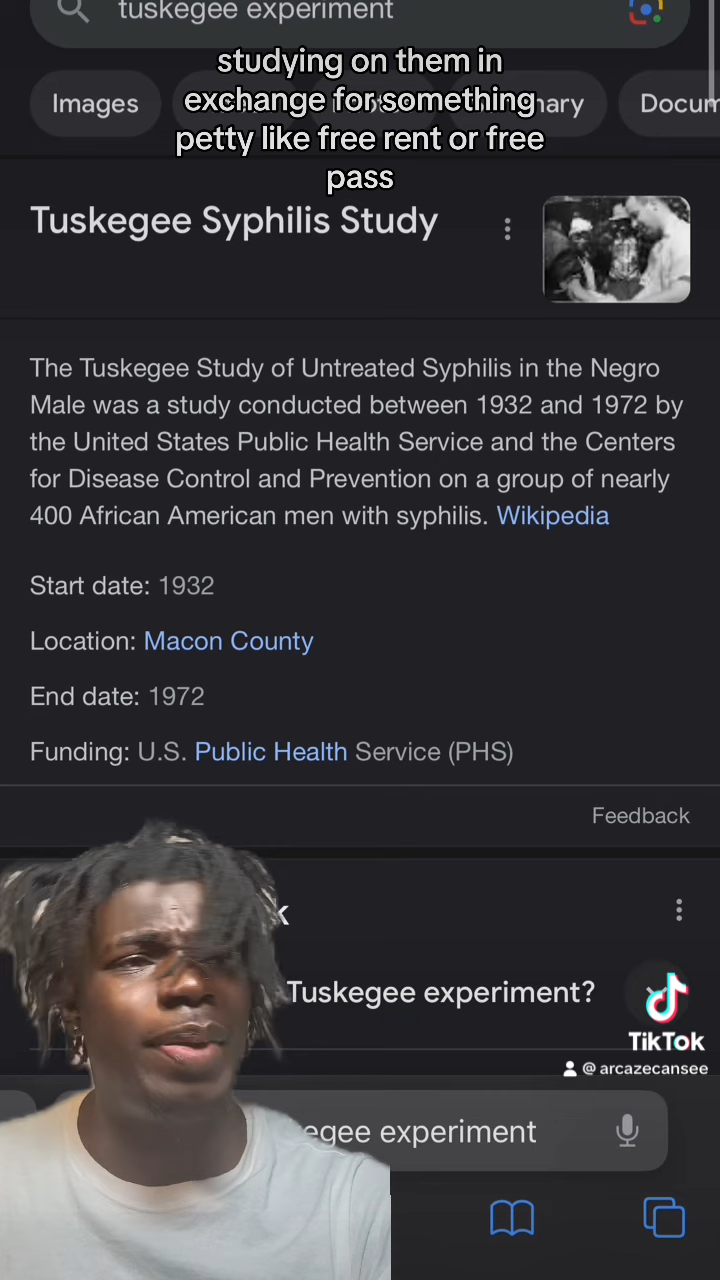 tuskegee experiment
studying on them in
exchange for something
petty like free rent or free
pass
Images
Docum
Tuskegee Syphilis Study
The Tuskegee Study of Untreated Syphilis in the Negro
Male was a study conducted between 1932 and 1972 by
the United States Public Health Service and the Centers
for Disease Control and Prevention on a group of nearly
400 African American men with syphilis. Wikipedia
Start date: 1932
Location: Macon County
End date: 1972
Funding: U.S. Public Health Service (PHS)
Feedback
k
Tuskegee experiment?
TikTok
@arcazecansee
egee experiment